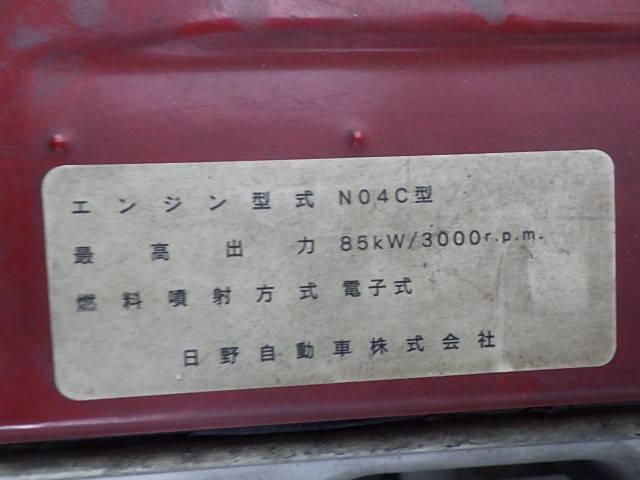 エンジン型式 N04C型
最高出力 85kW/3000r.p.m.
燃料噴射方式 電子式
日野自動車株式会社